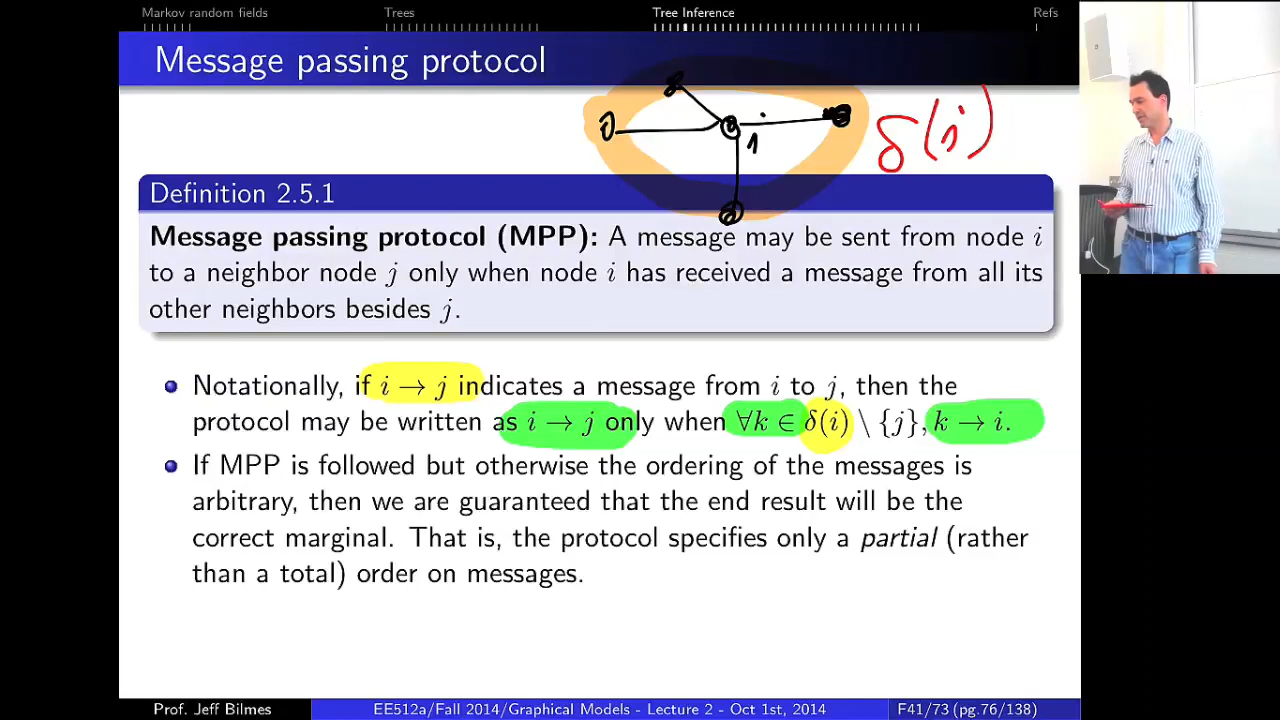 Markov random fields Trees Tree Inference Refs
Message passing protocol
δ(i)
i
Definition 2.5.1
Message passing protocol (MPP): A message may be sent from node i
to a neighbor node j only when node i has received a message from all its
other neighbors besides j.
Notationally, if i → j indicates a message from i to j, then the
protocol may be written as i → j only when ∀k ∈ δ(i) \ {j}, k → i.
If MPP is followed but otherwise the ordering of the messages is
arbitrary, then we are guaranteed that the end result will be the
correct marginal. That is, the protocol specifies only a partial (rather
than a total) order on messages.
Prof. Jeff Bilmes EE512a/Fall 2014/Graphical Models - Lecture 2 - Oct 1st, 2014 F41/73 (pg.76/138)